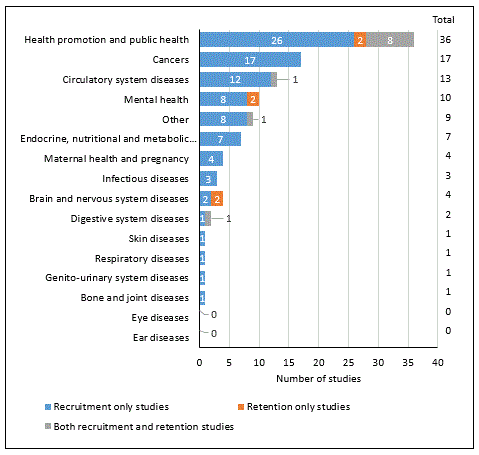 Total
Health promotion and public health 26 2 8 36
Cancers 17 17
Circulatory system diseases 12 1 13
Mental health 8 2 10
Other 8 1 9
Endocrine, nutritional and metabolic... 7 7
Maternal health and pregnancy 4 4
Infectious diseases 3 3
Brain and nervous system diseases 2 2 4
Digestive system diseases 1 1 2
Skin diseases 1 1
Respiratory diseases 1 1
Genito-urinary system diseases 1 1
Bone and joint diseases 1 1
Eye diseases 0 0
Ear diseases 0 0
0 5 10 15 20 25 30 35 40
Number of studies
Recruitment only studies Retention only studies
Both recruitment and retention studies